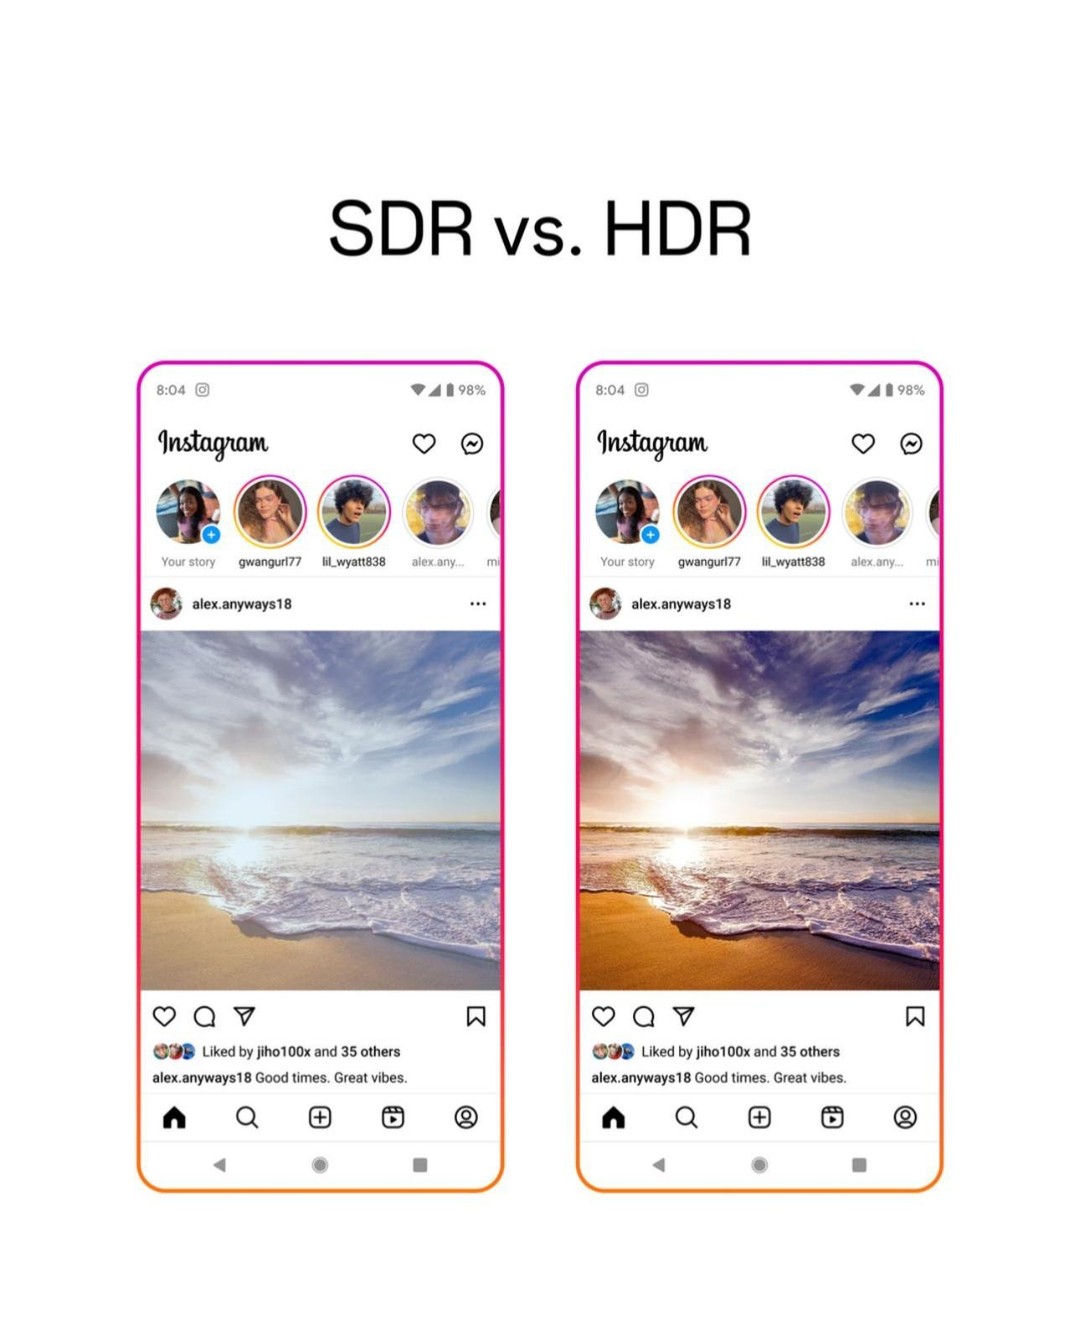 SDR vs. HDR
8:04 98%
Instagram
Your story gwangurl77 lil_wyatt838 alex.any... mi
alex.anyways18
Liked by jiho100x and 35 others
alex.anyways18 Good times. Great vibes.
8:04 98%
Instagram
Your story gwangurl77 lil_wyatt838 alex.any... mi
alex.anyways18
Liked by jiho100x and 35 others
alex.anyways18 Good times. Great vibes.